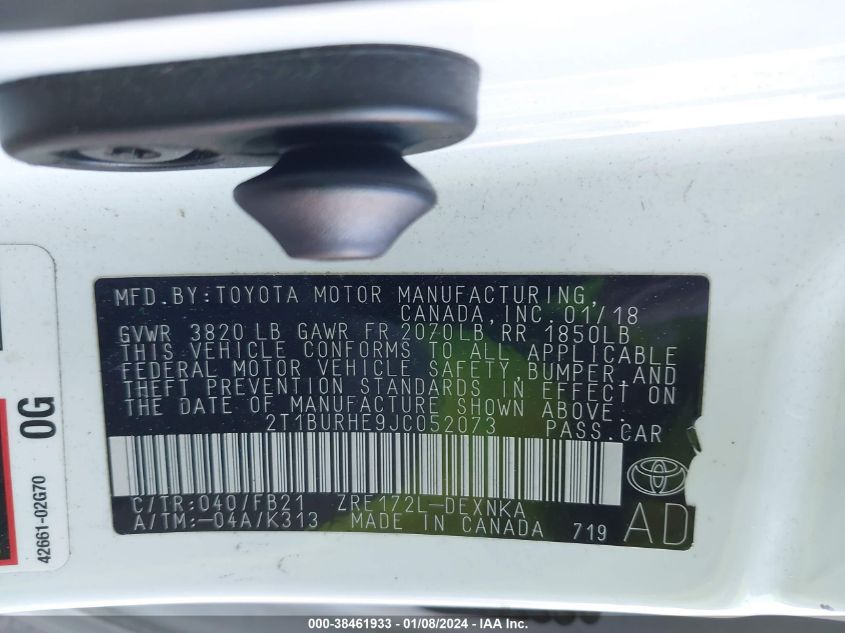 MFD. BY: TOYOTA MOTOR MANUFACTURING,
CANADA, INC. 01/18
GVWR 3820 LB GAWR FR 2070LB RR 1850LB
THIS VEHICLE CONFORMS TO ALL APPLICABLE
FEDERAL MOTOR VEHICLE SAFETY, BUMPER, AND
THEFT PREVENTION STANDARDS IN EFFECT ON
THE DATE OF MANUFACTURE SHOWN ABOVE.
2T1BURHE9JC052073 PASS. CAR
C/TR: 040/FB21 ZRE172L-DEXNKA
A/TM: -04A/K313 MADE IN CANADA 719 AD
0G
42661-02G70
000-38461933 - 01/08/2024 - IAA Inc.